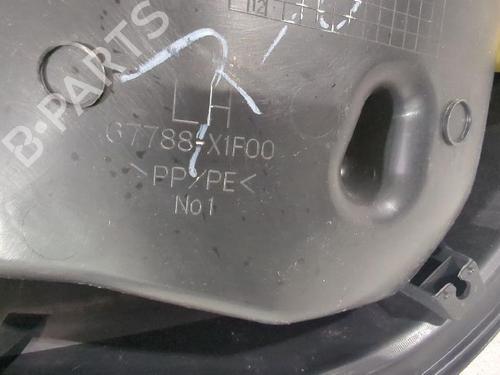 B-PARTS
LH
67788-X1F00
>PP/PE<
No1